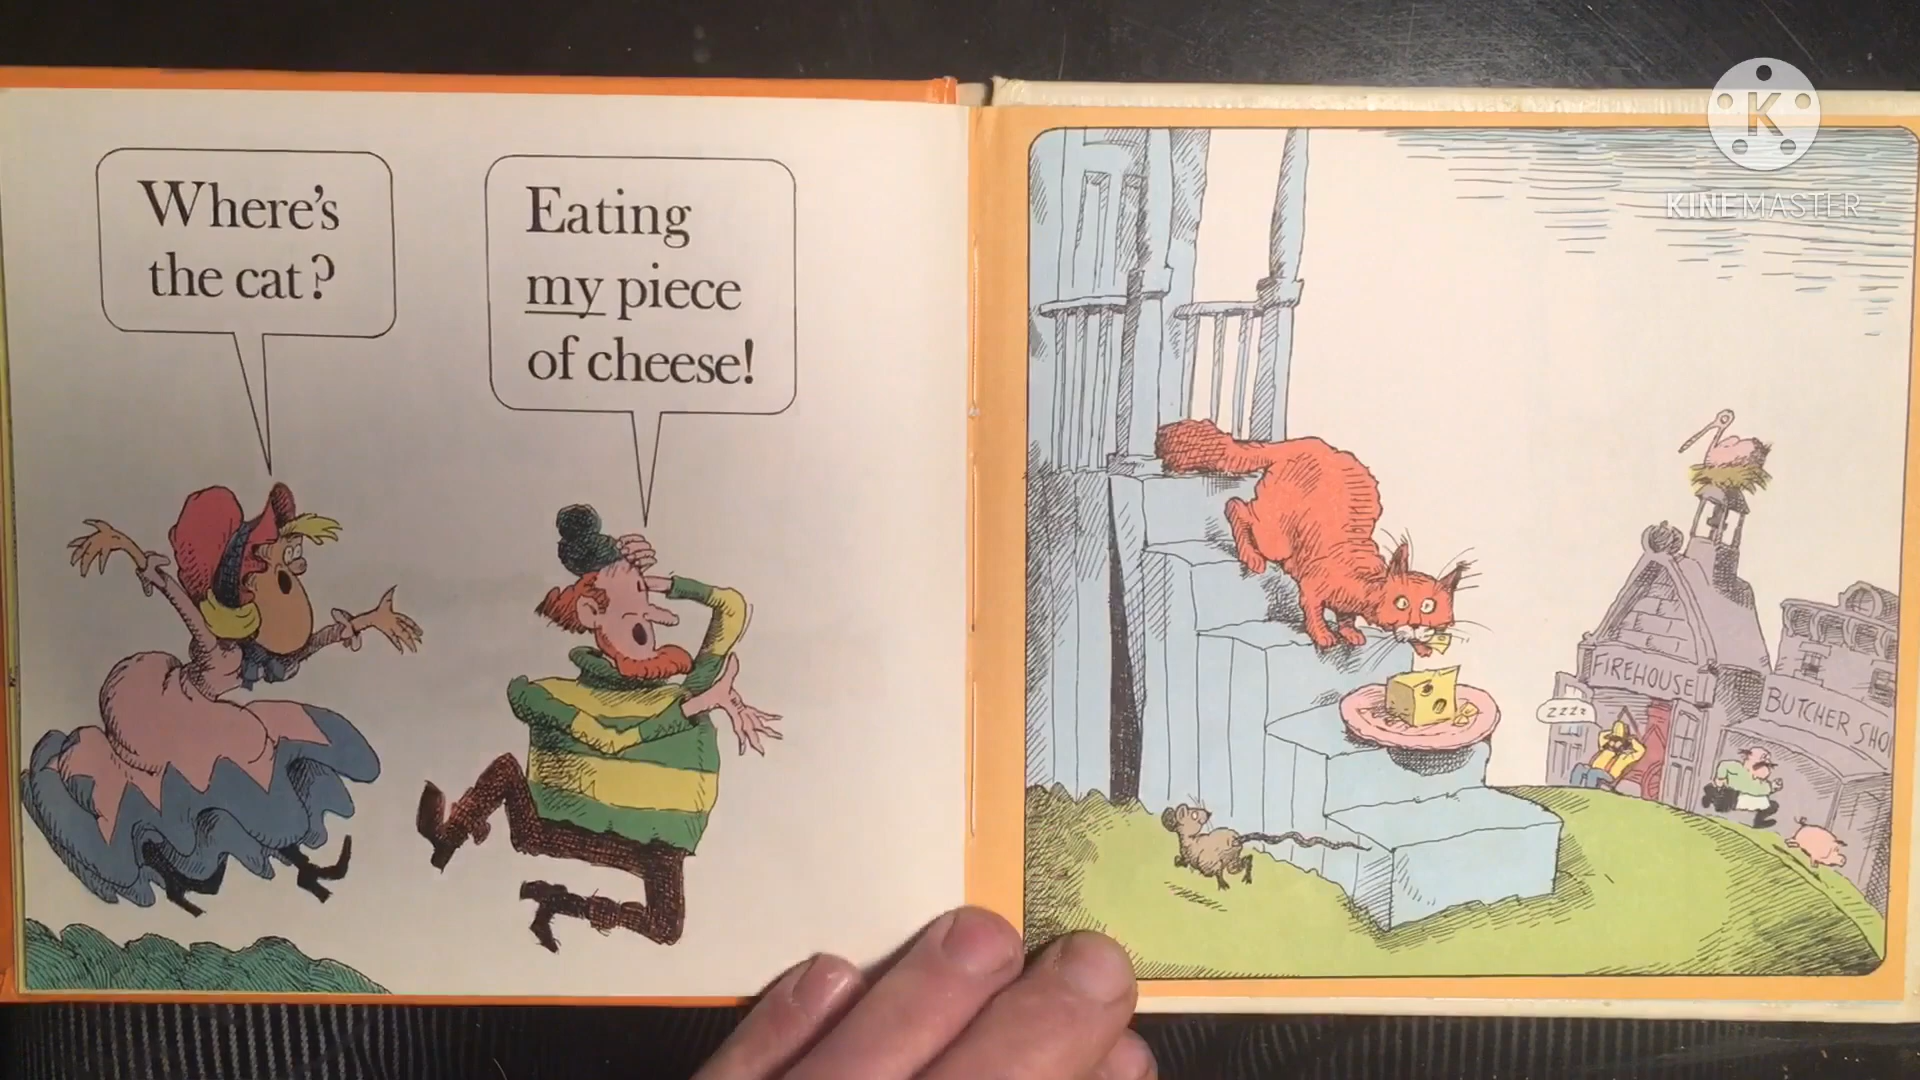 Where's
the cat?
Eating
my piece
of cheese!
K
KINEMASTER
FIREHOUSE
BUTCHER SHO
ZZZZ